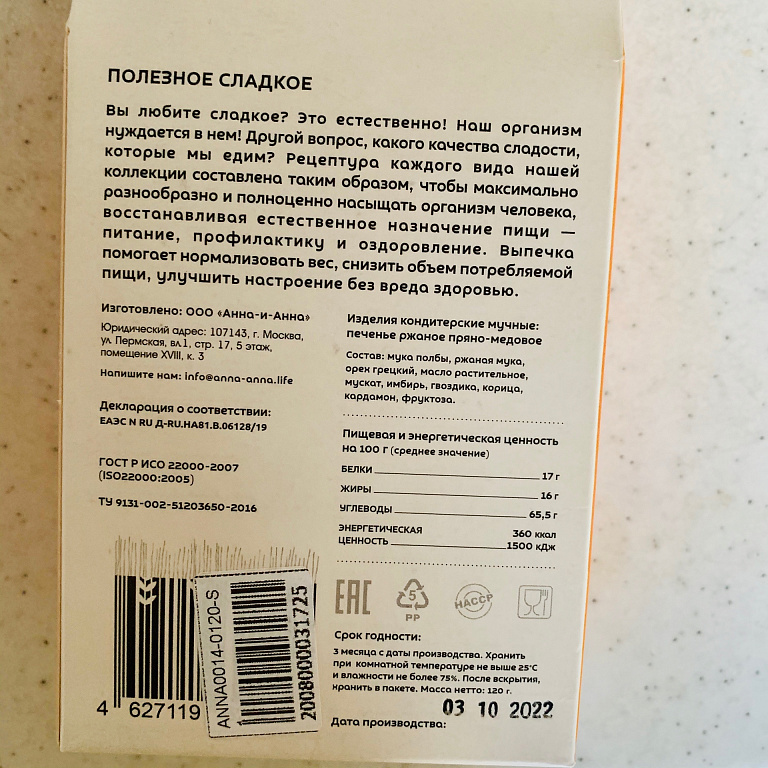 ПОЛЕЗНОЕ СЛАДКОЕ
Вы любите сладкое? Это естественно! Наш организм
нуждается в нем! Другой вопрос, какого качества сладости,
которые мы едим? Рецептура каждого вида нашей
коллекции составлена таким образом, чтобы максимально
разнообразно и полноценно насыщать организм человека,
восстанавливая естественное назначение пищи —
питание, профилактику и оздоровление. Выпечка
помогает нормализовать вес, снизить объем потребляемой
пищи, улучшить настроение без вреда здоровью.
Изготовлено: ООО «Анна-и-Анна»
Юридический адрес: 107143, г. Москва,
ул. Пермская, вл.1, стр. 17, 5 этаж,
помещение XVIII, к. 3
Напишите нам: info@anna-anna.life
Декларация о соответствии:
ЕАЭС N RU Д-RU.НА81.В.06128/19
ГОСТ Р ИСО 22000-2007
(ISO22000:2005)
ТУ 9131-002-51203650-2016
Изделия кондитерские мучные:
печенье ржаное пряно-медовое
Состав: мука полбы, ржаная мука,
орех грецкий, масло растительное,
мускат, имбирь, гвоздика, корица,
кардамон, фруктоза.
Пищевая и энергетическая ценность
на 100 г (среднее значение)
БЕЛКИ 17 г
ЖИРЫ 16 г
УГЛЕВОДЫ 65,5 г
ЭНЕРГЕТИЧЕСКАЯ 360 ккал
ЦЕННОСТЬ 1500 кДж
ЕАС
5
PP
HACCP
Срок годности:
3 месяца с даты производства. Хранить
при комнатной температуре не выше 25°С
и влажности не более 75%. После вскрытия,
хранить в пакете. Масса нетто: 120 г.
03 10 2022
Дата производства:
4 627119
ANNA0014-0120-S
2008000031725